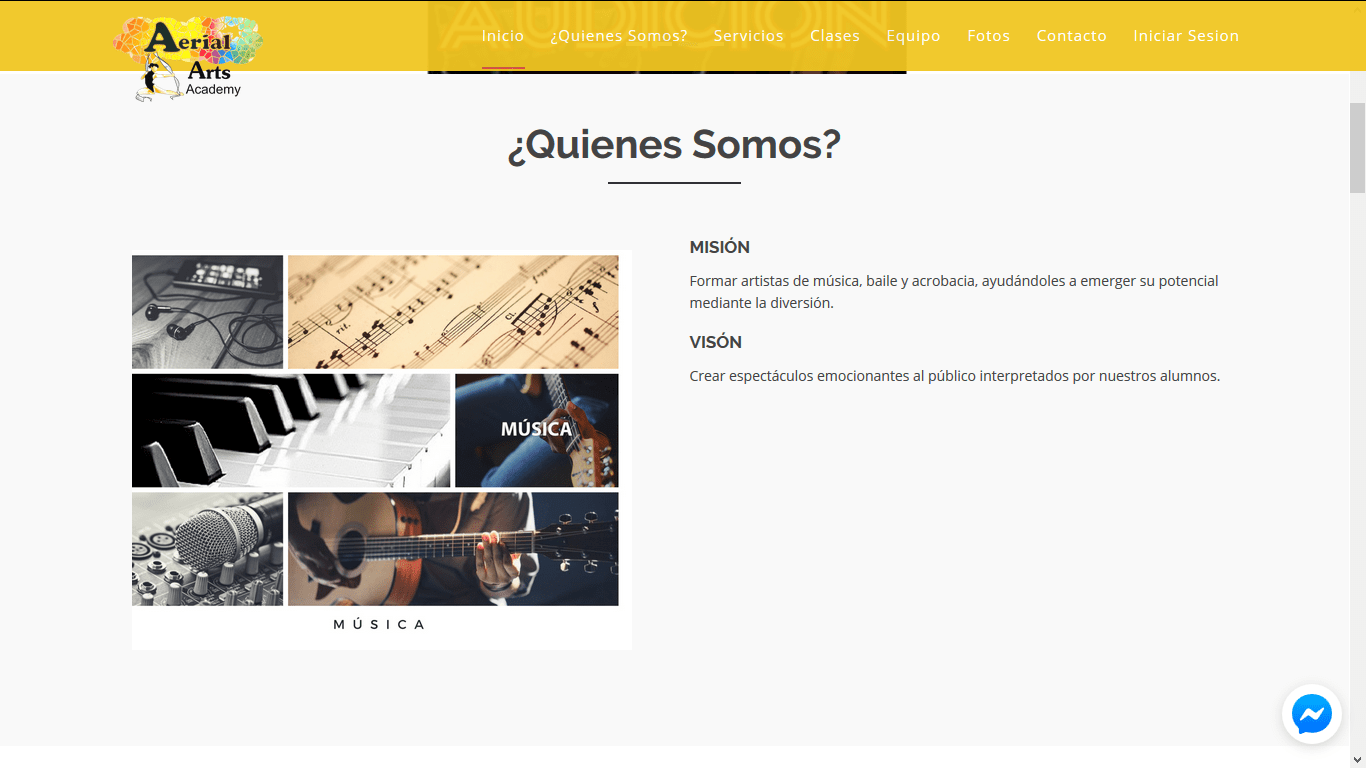 AUDICION
Aerial
Arts
Academy
Inicio ¿Quienes Somos? Servicios Clases Equipo Fotos Contacto Iniciar Sesion
¿Quienes Somos?
MISIÓN
Formar artistas de música, baile y acrobacia, ayudándoles a emerger su potencial
mediante la diversión.
VISÓN
Crear espectáculos emocionantes al público interpretados por nuestros alumnos.
rit.
cl.
MÚSICA
MÚSICA